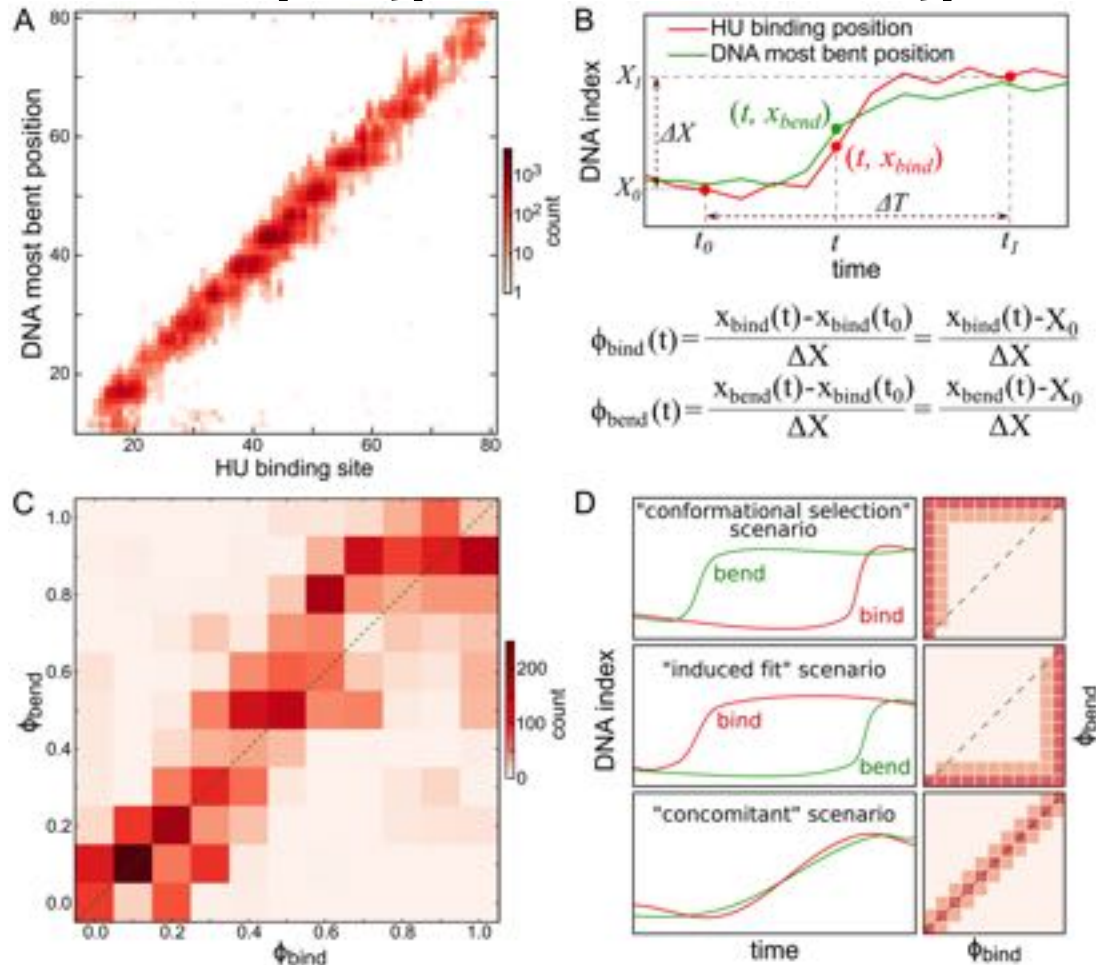 A
DNA most bent position
80
60
40
20
20
40
60
80
HU binding site
10³
10²
10
1
count
B
HU binding position
DNA most bent position
DNA index
X₁
ΔX
X₀
(t, x_bend)
(t, x_bind)
ΔT
t₀
t
t₁
time
ϕ_bind(t) = x_bind(t)-x_bind(t₀) / ΔX = x_bind(t)-X₀ / ΔX
ϕ_bend(t) = x_bend(t)-x_bind(t₀) / ΔX = x_bend(t)-X₀ / ΔX
C
ϕ_bend
1.0
0.8
0.6
0.4
0.2
0.0
0.0
0.2
0.4
0.6
0.8
1.0
ϕ_bind
200
100
0
count
D
"conformational selection"
scenario
bend
bind
"induced fit" scenario
bind
bend
"concomitant" scenario
DNA index
time
ϕ_bend
ϕ_bind